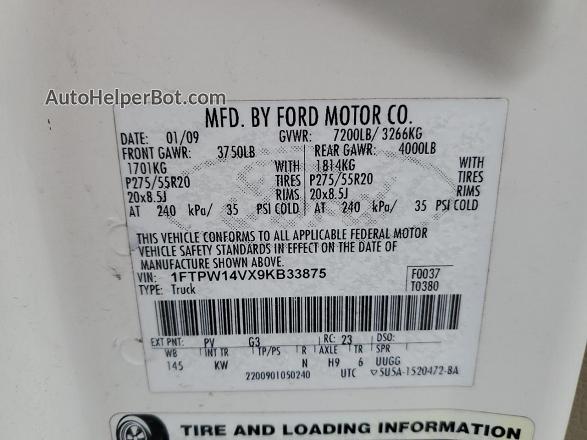 AutoHelperBot.com
MFD. BY FORD MOTOR CO.
DATE: 01/09 GVWR: 7200LB/ 3266KG
FRONT GAWR: 3750LB REAR GAWR: 4000LB
1701KG WITH 1814KG WITH
P275/55R20 TIRES P275/55R20 TIRES
20x8.5J RIMS 20x8.5J RIMS
AT 240 kPa/ 35 PSI COLD AT 240 kPa/ 35 PSI COLD
THIS VEHICLE CONFORMS TO ALL APPLICABLE FEDERAL MOTOR
VEHICLE SAFETY STANDARDS IN EFFECT ON THE DATE OF
MANUFACTURE SHOWN ABOVE.
VIN: 1FTPW14VX9KB33875 F0037
TYPE: Truck T0380
EXT PNT: PV G3 RC: 23 DSO:
WB INT TR TP/PS R AXLE TR SPR
145 KW N H9 6 UUGG
2200901050240 UTC ▽5U5A-1520472-BA
TIRE AND LOADING INFORMATION